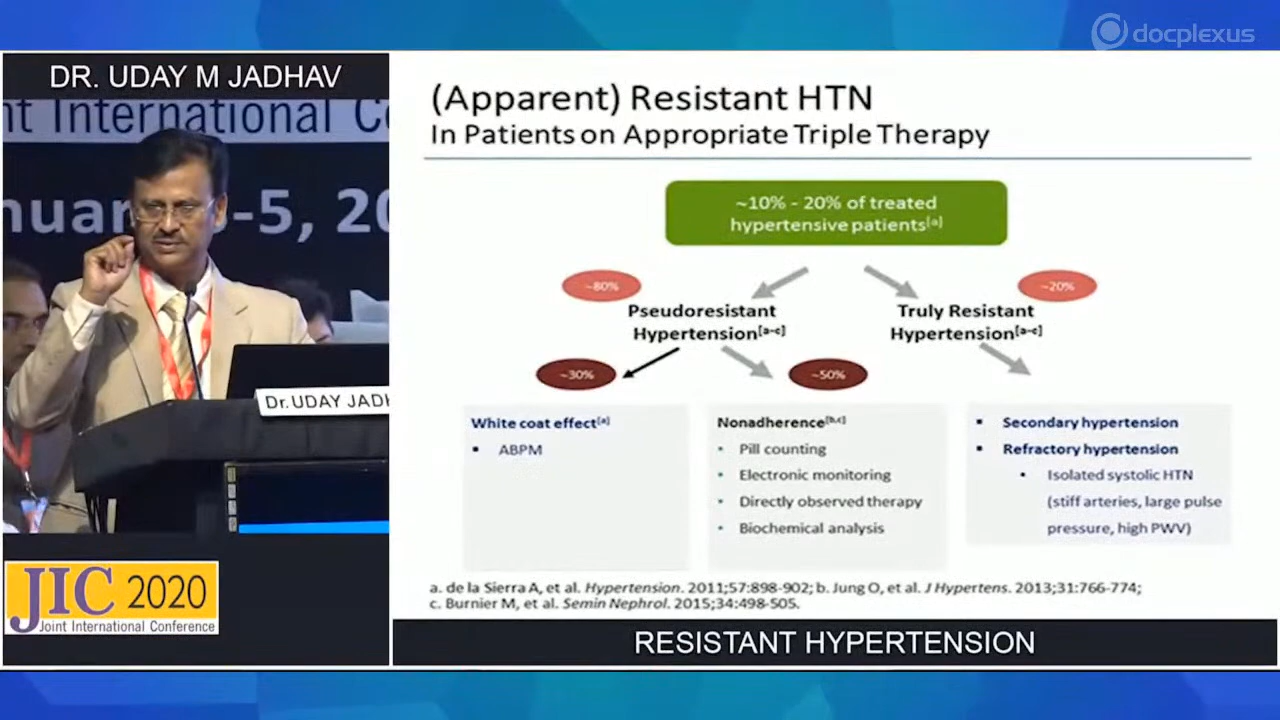 docplexus
DR. UDAY M JADHAV
nt International C
nuar -5, 20
Dr. UDAY JADH
JIC 2020
Joint International Conference
(Apparent) Resistant HTN
In Patients on Appropriate Triple Therapy
~10% - 20% of treated
hypertensive patients[a]
~80%
~20%
Pseudoresistant
Hypertension[a-c]
Truly Resistant
Hypertension[a-c]
~30%
~50%
White coat effect[a]
▪ ABPM
Nonadherence[b,c]
• Pill counting
• Electronic monitoring
• Directly observed therapy
• Biochemical analysis
▪ Secondary hypertension
▪ Refractory hypertension
• Isolated systolic HTN
(stiff arteries, large pulse
pressure, high PWV)
a. de la Sierra A, et al. Hypertension. 2011;57:898-902; b. Jung O, et al. J Hypertens. 2013;31:766-774;
c. Burnier M, et al. Semin Nephrol. 2015;34:498-505.
RESISTANT HYPERTENSION